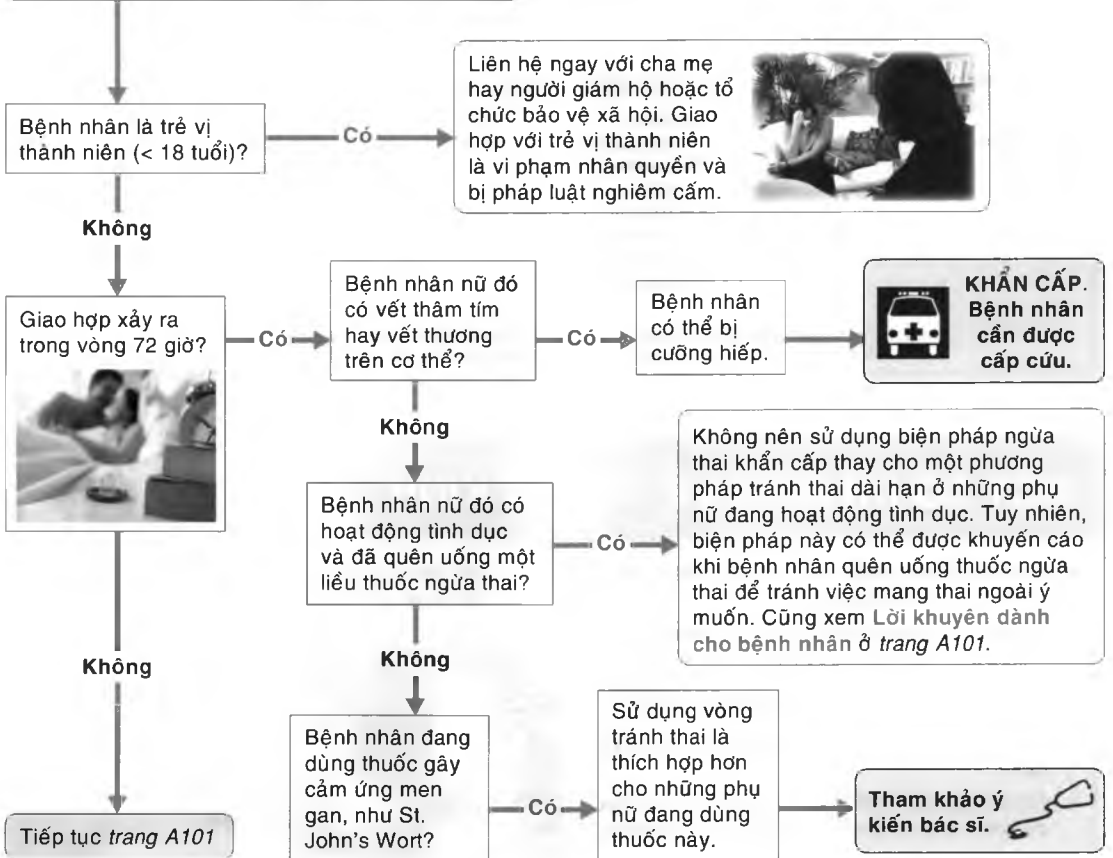 Bệnh nhân là trẻ vị
thành niên (< 18 tuổi)?
Có
Liên hệ ngay với cha mẹ
hay người giám hộ hoặc tổ
chức bảo vệ xã hội. Giao
hợp với trẻ vị thành niên
là vi phạm nhân quyền và
bị pháp luật nghiêm cấm.
Không
Giao hợp xảy ra
trong vòng 72 giờ?
Có
Bệnh nhân nữ đó
có vết thâm tím
hay vết thương
trên cơ thể?
Có
Bệnh nhân
có thể bị
cưỡng hiếp.
KHẨN CẤP.
Bệnh nhân
cần được
cấp cứu.
Không
Bệnh nhân nữ đó có
hoạt động tình dục
và đã quên uống một
liều thuốc ngừa thai?
Có
Không nên sử dụng biện pháp ngừa
thai khẩn cấp thay cho một phương
pháp tránh thai dài hạn ở những phụ
nữ đang hoạt động tình dục. Tuy nhiên,
biện pháp này có thể được khuyến cáo
khi bệnh nhân quên uống thuốc ngừa
thai để tránh việc mang thai ngoài ý
muốn. Cũng xem Lời khuyên dành
cho bệnh nhân ở trang A101.
Không
Không
Bệnh nhân đang
dùng thuốc gây
cảm ứng men
gan, như St.
John's Wort?
Có
Sử dụng vòng
tránh thai là
thích hợp hơn
cho những phụ
nữ đang dùng
thuốc này.
Tham khảo ý
kiến bác sĩ.
Tiếp tục trang A101